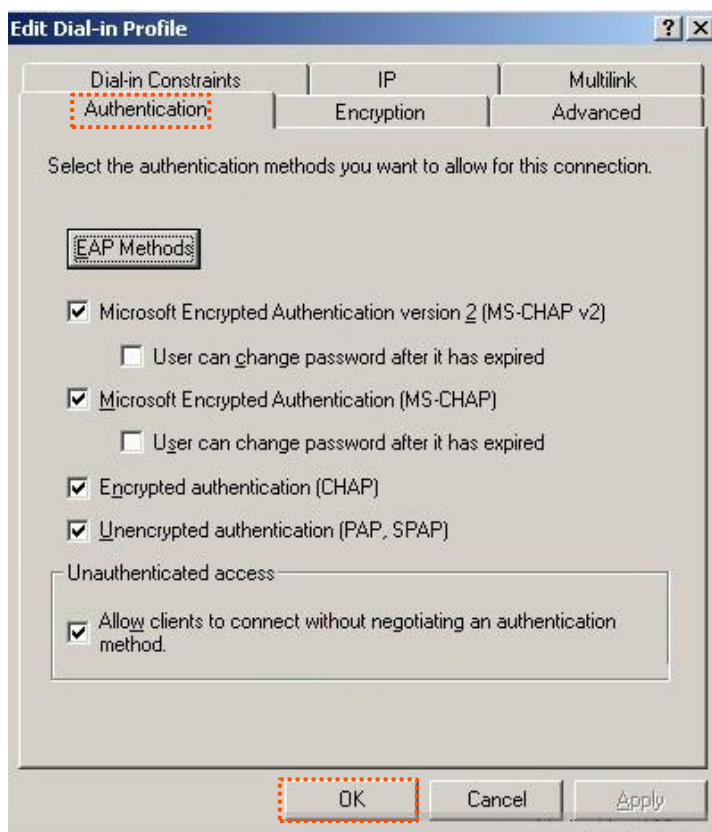 Edit Dial-in Profile
? X
Dial-in Constraints IP Multilink
Authentication Encryption Advanced
Select the authentication methods you want to allow for this connection.
EAP Methods
Microsoft Encrypted Authentication version 2 (MS-CHAP v2)
User can change password after it has expired
Microsoft Encrypted Authentication (MS-CHAP)
User can change password after it has expired
Encrypted authentication (CHAP)
Unencrypted authentication (PAP, SPAP)
Unauthenticated access
Allow clients to connect without negotiating an authentication
method.
OK Cancel Apply